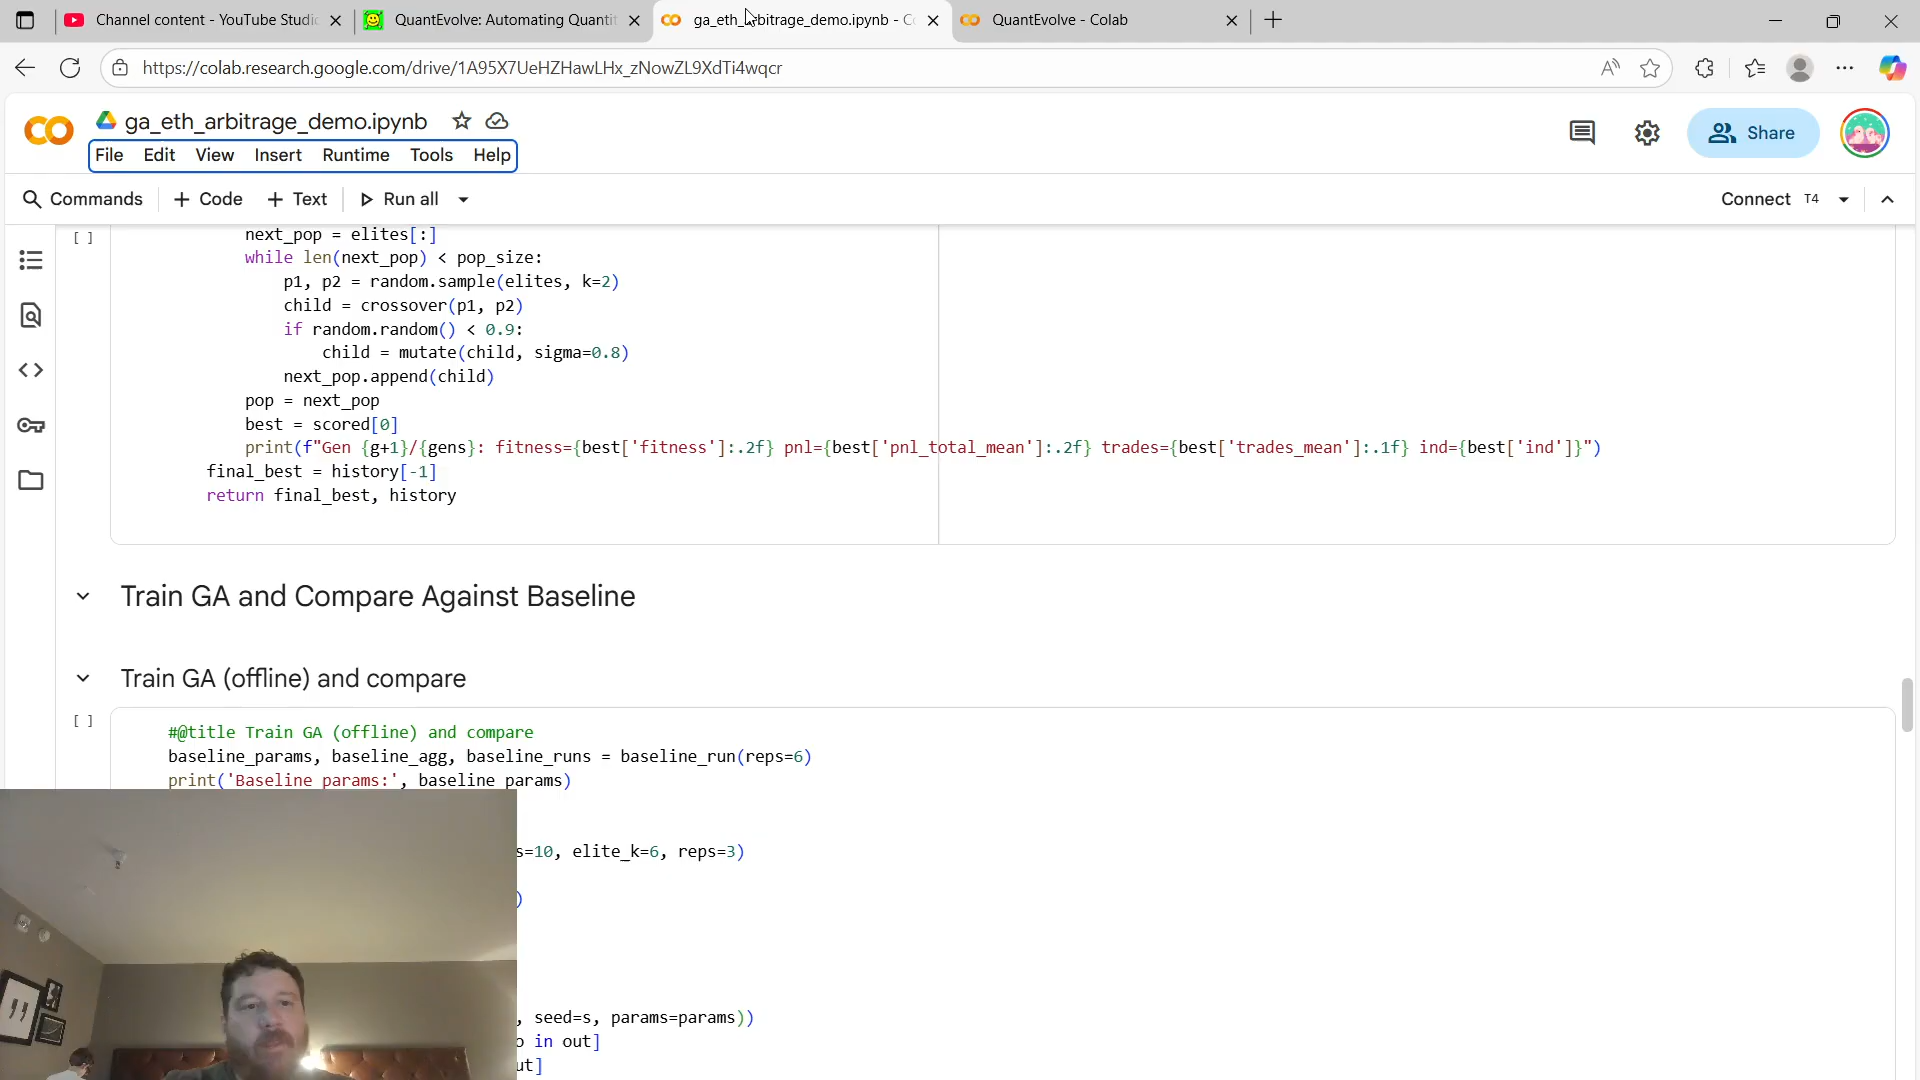 Channel content - YouTube Studi
QuantEvolve: Automating Quantit
ga_eth_arbitrage_demo.ipynb - Co
QuantEvolve - Colab
https://colab.research.google.com/drive/1A95X7UeHZHawLHx_zNowZL9XdTi4wqcr
ga_eth_arbitrage_demo.ipynb
Share
File Edit View Insert Runtime Tools Help
Commands + Code + Text Run all
Connect T4
[ ]
next_pop = elites[:]
while len(next_pop) < pop_size:
p1, p2 = random.sample(elites, k=2)
child = crossover(p1, p2)
if random.random() < 0.9:
child = mutate(child, sigma=0.8)
next_pop.append(child)
pop = next_pop
best = scored[0]
print(f"Gen {g+1}/{gens}: fitness={best['fitness']:.2f} pnl={best['pnl_total_mean']:.2f} trades={best['trades_mean']:.1f} ind={best['ind']}")
final_best = history[-1]
return final_best, history
Train GA and Compare Against Baseline
Train GA (offline) and compare
[ ]
#@title Train GA (offline) and compare
baseline_params, baseline_agg, baseline_runs = baseline_run(reps=6)
print('Baseline params:', baseline_params)
s=10, elite_k=6, reps=3)
)
, seed=s, params=params))
o in out]
ut]